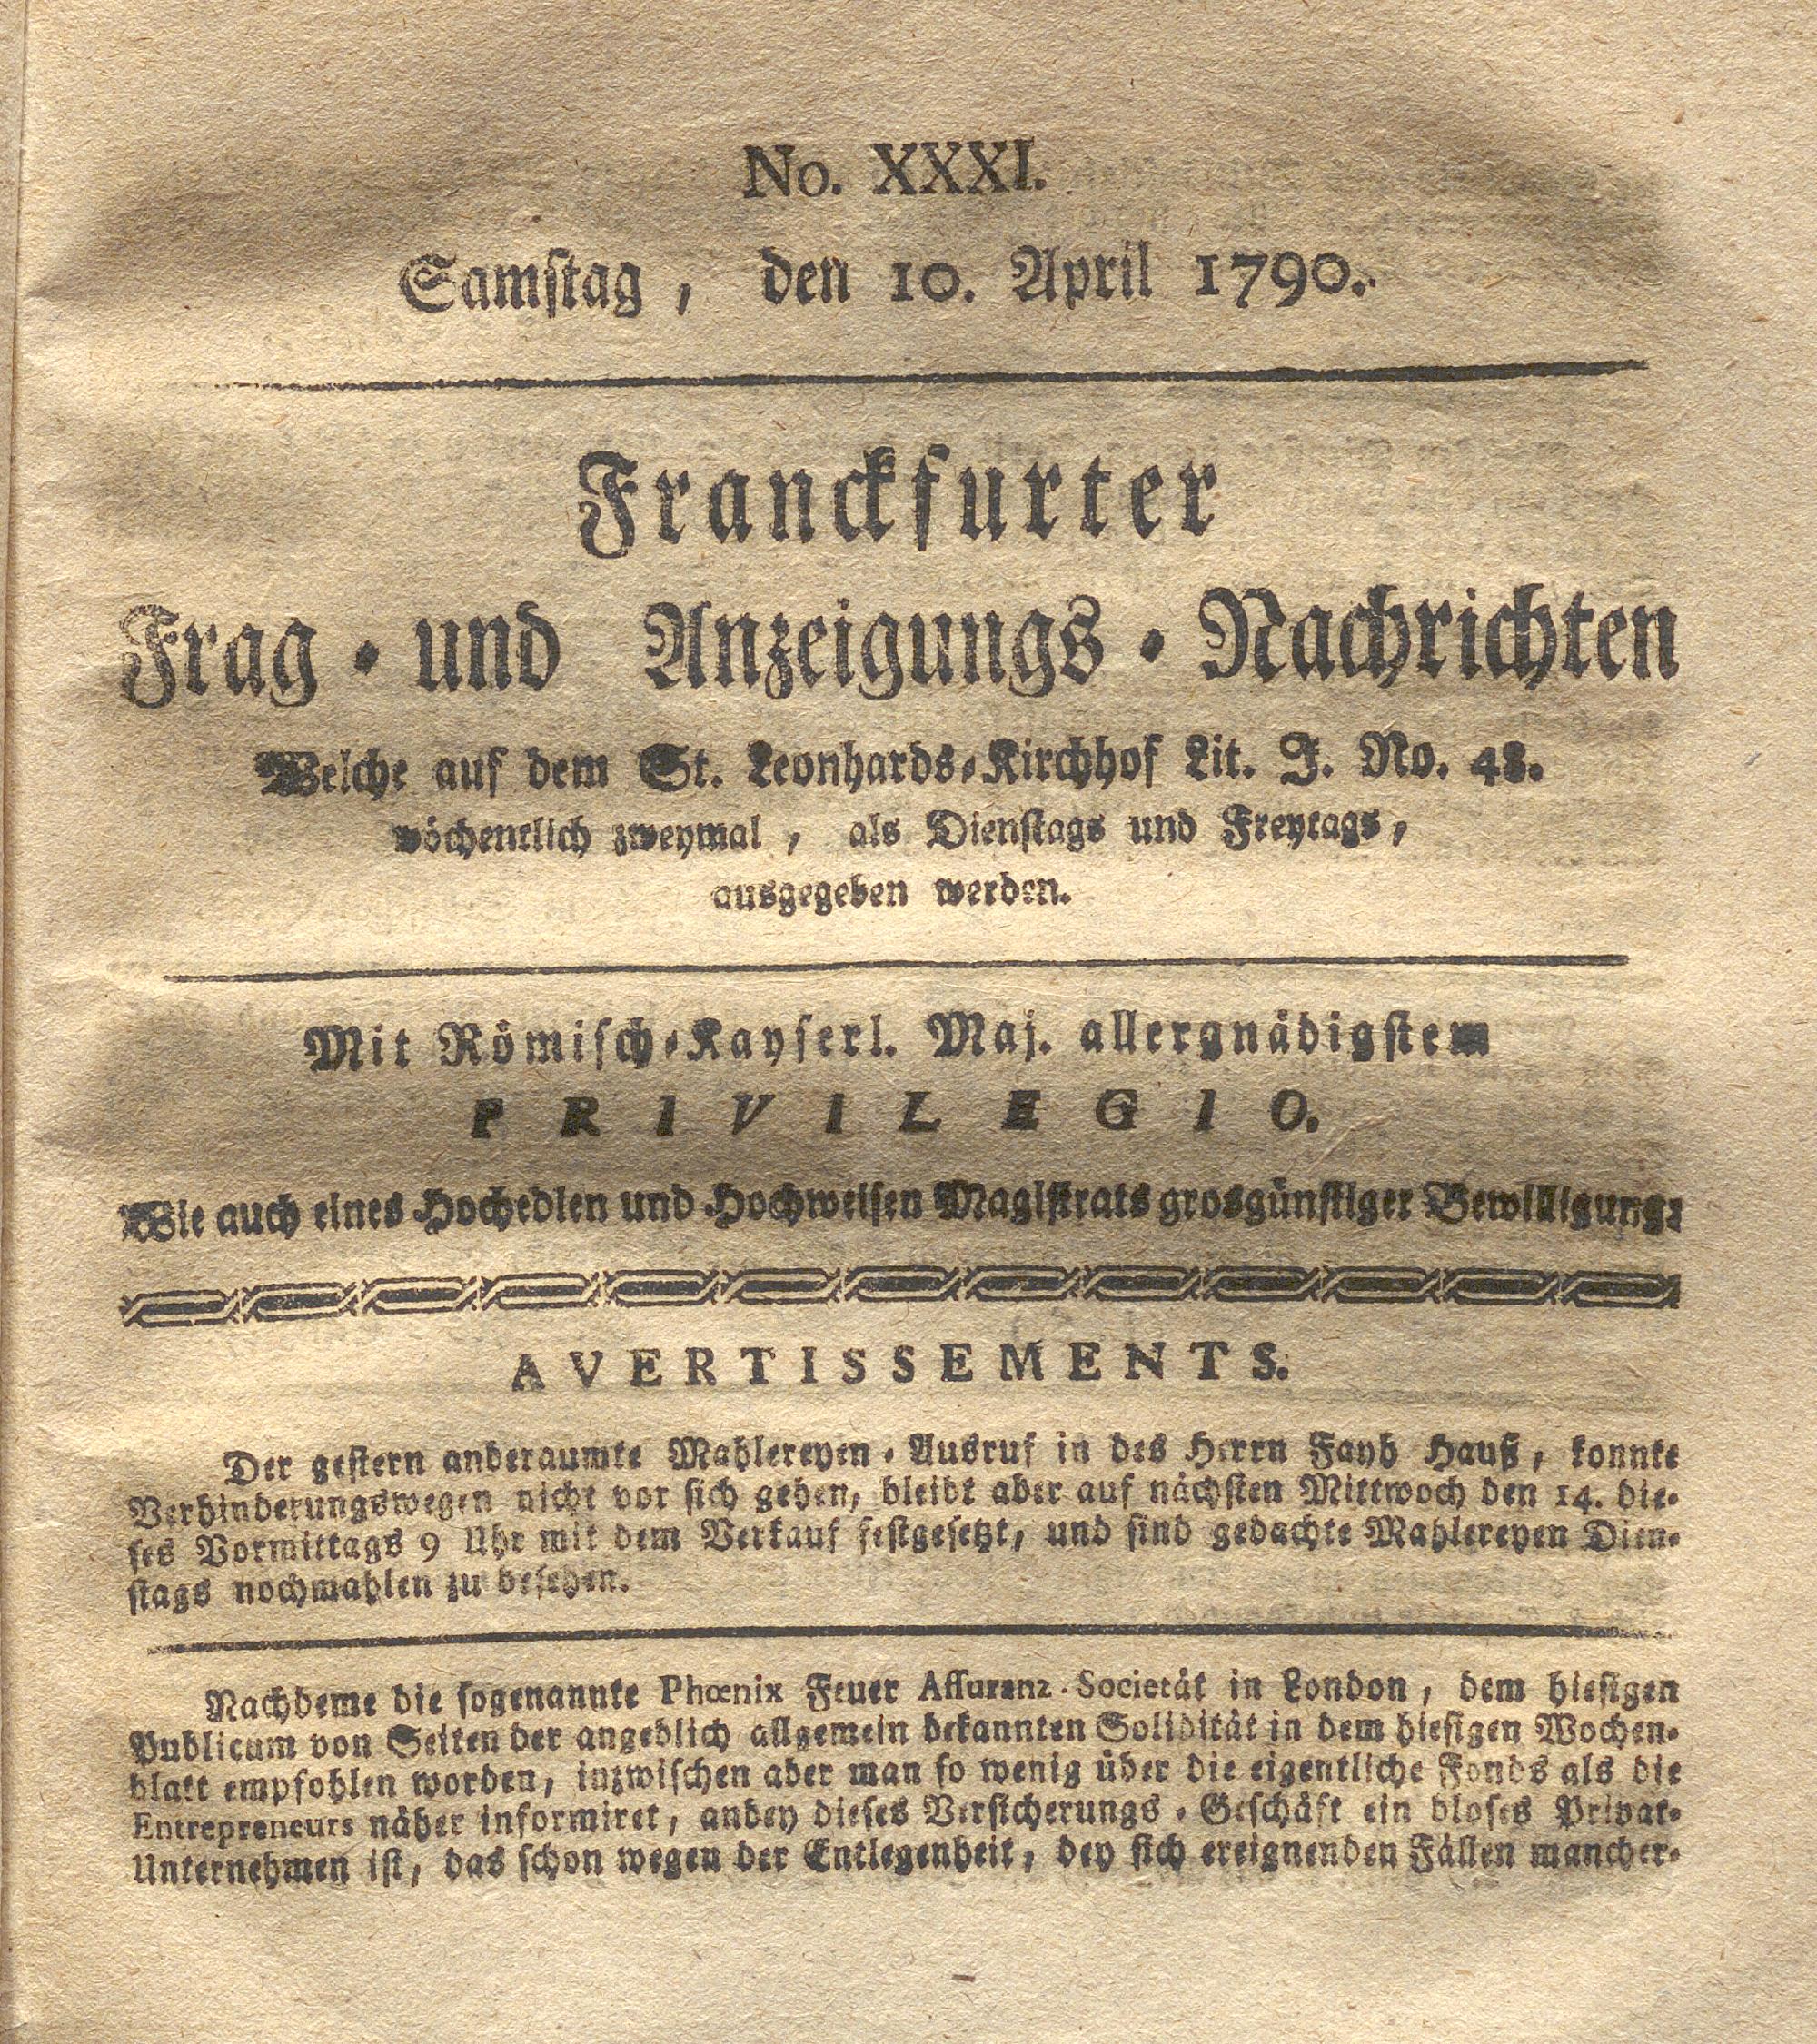 No. XXXI.
Samstag, den 10. April 1790.
Franckfurter
Frag- und Anzeigungs-Nachrichten
Welche auf dem St. Leonhards-Kirchhof Lit. J. No. 48.
wöchentlich zweymal, als Dienstags und Freytags,
ausgegeben werden.
Mit Römisch-Kayserl. Maj. allergnädigstem
PRIVILEGIO.
Wie auch eines Hochedlen und Hochweisen Magistrats grosgünstiger Bewilligung:
AVERTISSEMENTS.
Der gestern anberaumte Mahlereyen-Ausruf in des Herrn Fayh Hauß, konnte
Verhinderungswegen nicht vor sich gehen, bleibt aber auf nächsten Mittwoch den 14. die-
ses Vormittags 9 Uhr mit dem Verkauf festgesetzt, und sind gedachte Mahlereyen Dien-
stags nochmahlen zu besehen.
Nachdeme die sogenannte Phœnix Feuer Assuranz-Societät in London, dem hiesigen
Publicum von Seiten der angeblich allgemein bekannten Solidität in dem hiesigen Wochen-
blatt empfohlen worden, inzwischen aber man so wenig über die eigentliche Fonds als die
Entrepreneurs näher informiret, anbey dieses Versicherungs-Geschäft ein bloses Privat-
Unternehmen ist, das schon wegen der Entlegenheit, bey sich ereignenden Fällen mancher-